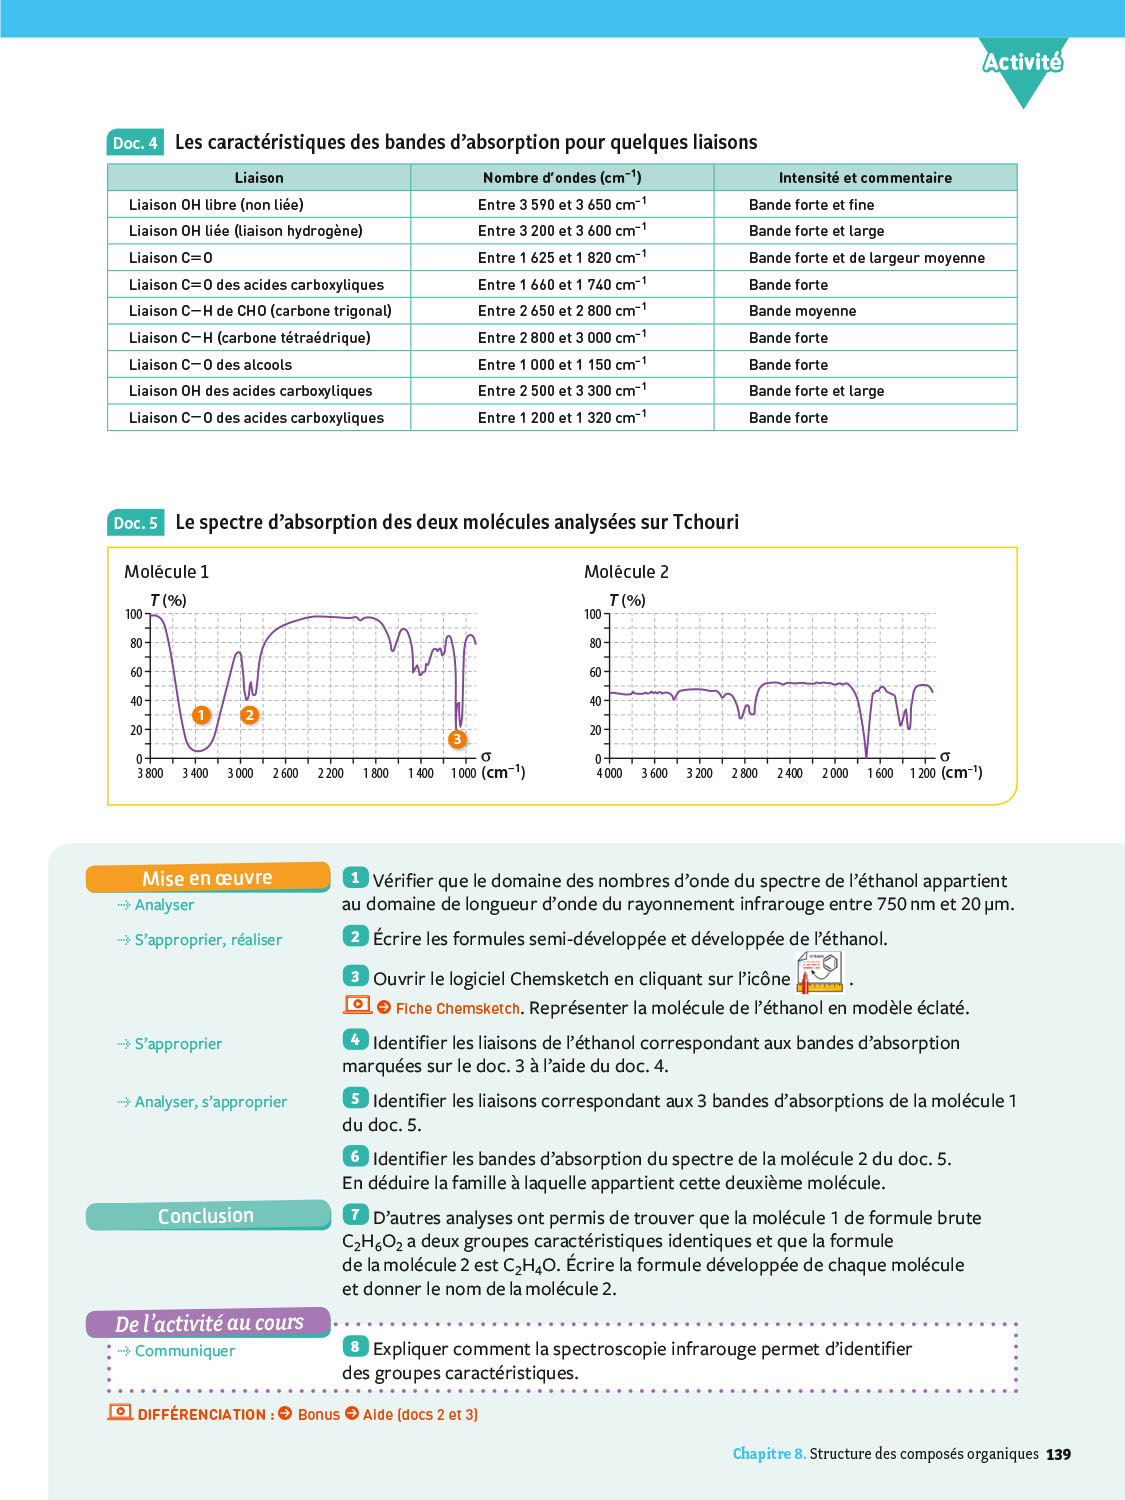 Activité
Doc. 4 Les caractéristiques des bandes d’absorption pour quelques liaisons
Liaison Nombre d’ondes (cm⁻¹) Intensité et commentaire
Liaison OH libre (non liée) Entre 3 590 et 3 650 cm⁻¹ Bande forte et fine
Liaison OH liée (liaison hydrogène) Entre 3 200 et 3 600 cm⁻¹ Bande forte et large
Liaison C=O Entre 1 625 et 1 820 cm⁻¹ Bande forte et de largeur moyenne
Liaison C=O des acides carboxyliques Entre 1 660 et 1 740 cm⁻¹ Bande forte
Liaison C–H de CHO (carbone trigonal) Entre 2 650 et 2 800 cm⁻¹ Bande moyenne
Liaison C–H (carbone tétraédrique) Entre 2 800 et 3 000 cm⁻¹ Bande forte
Liaison C–O des alcools Entre 1 000 et 1 150 cm⁻¹ Bande forte
Liaison OH des acides carboxyliques Entre 2 500 et 3 300 cm⁻¹ Bande forte et large
Liaison C–O des acides carboxyliques Entre 1 200 et 1 320 cm⁻¹ Bande forte
Doc. 5 Le spectre d’absorption des deux molécules analysées sur Tchouri
Molécule 1
T (%)
100
80
60
40
20
0
1
2
3
σ
3 800 3 400 3 000 2 600 2 200 1 800 1 400 1 000 (cm⁻¹)
Molécule 2
T (%)
100
80
60
40
20
0
σ
4 000 3 600 3 200 2 800 2 400 2 000 1 600 1 200 (cm⁻¹)
Mise en œuvre
Analyser
1 Vérifier que le domaine des nombres d’onde du spectre de l’éthanol appartient
au domaine de longueur d’onde du rayonnement infrarouge entre 750 nm et 20 µm.
S’approprier, réaliser
2 Écrire les formules semi-développée et développée de l’éthanol.
3 Ouvrir le logiciel Chemsketch en cliquant sur l’icône .
Fiche Chemsketch. Représenter la molécule de l’éthanol en modèle éclaté.
S’approprier
4 Identifier les liaisons de l’éthanol correspondant aux bandes d’absorption
marquées sur le doc. 3 à l’aide du doc. 4.
Analyser, s’approprier
5 Identifier les liaisons correspondant aux 3 bandes d’absorptions de la molécule 1
du doc. 5.
6 Identifier les bandes d’absorption du spectre de la molécule 2 du doc. 5.
En déduire la famille à laquelle appartient cette deuxième molécule.
Conclusion
7 D’autres analyses ont permis de trouver que la molécule 1 de formule brute
C₂H₆O₂ a deux groupes caractéristiques identiques et que la formule
de la molécule 2 est C₂H₄O. Écrire la formule développée de chaque molécule
et donner le nom de la molécule 2.
De l’activité au cours
Communiquer
8 Expliquer comment la spectroscopie infrarouge permet d’identifier
des groupes caractéristiques.
DIFFÉRENCIATION : Bonus Aide (docs 2 et 3)
Chapitre 8. Structure des composés organiques 139